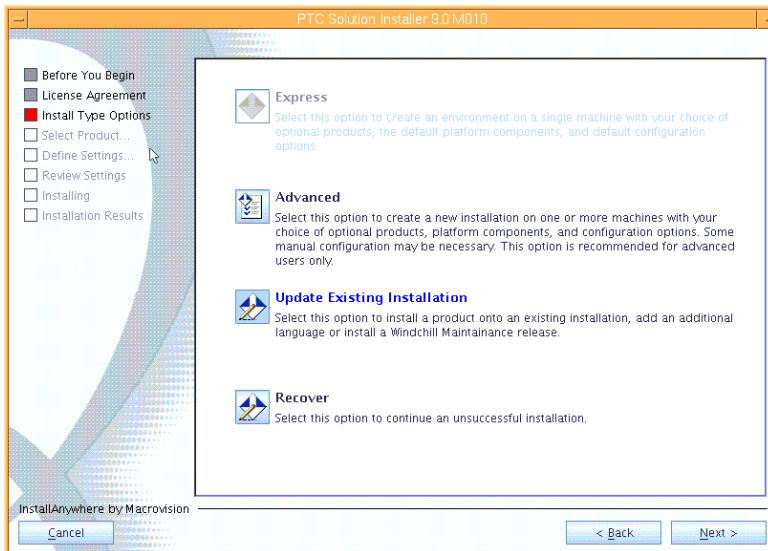 PTC Solution Installer 9.0 M010
Before You Begin
License Agreement
Install Type Options
Select Product...
Define Settings...
Review Settings
Installing
Installation Results
Express
Select this option to create an environment on a single machine with your choice of
optional products, the default platform components, and default configuration
options.
Advanced
Select this option to create a new installation on one or more machines with your
choice of optional products, platform components, and configuration options. Some
manual configuration may be necessary. This option is recommended for advanced
users only.
Update Existing Installation
Select this option to install a product onto an existing installation, add an additional
language or install a Windchill Maintainance release.
Recover
Select this option to continue an unsuccessful installation.
InstallAnywhere by Macrovision
Cancel
< Back
Next >